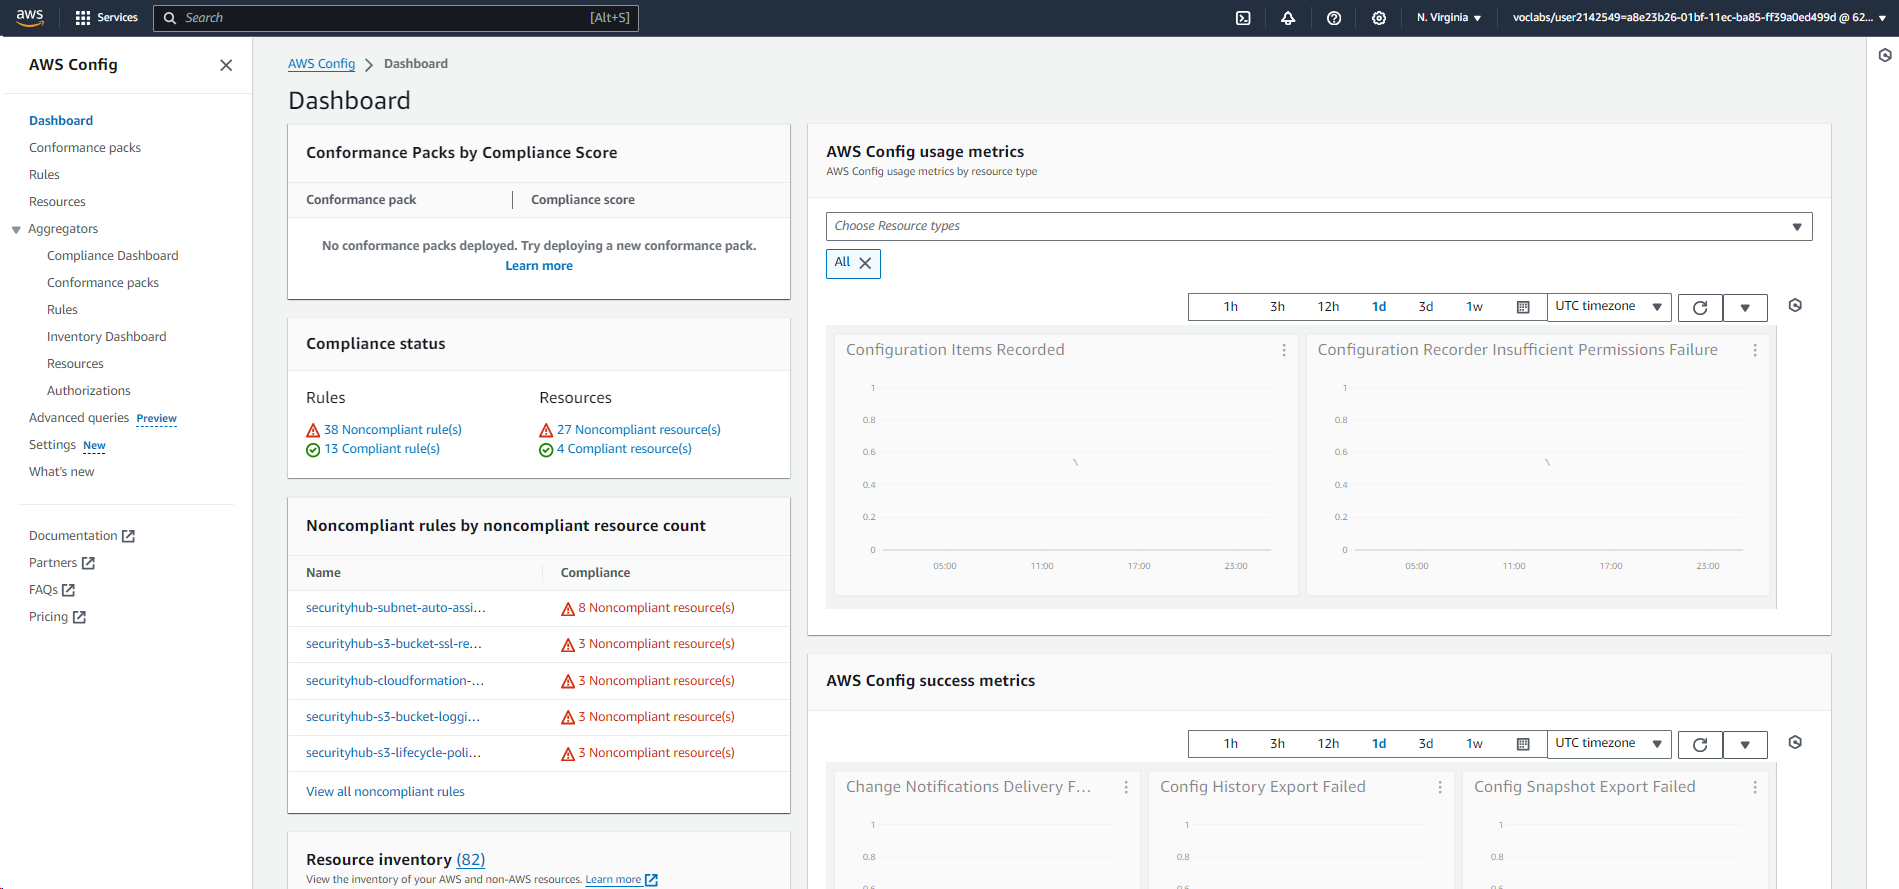 aws
Services
Search
[Alt+S]
N. Virginia
voclabs/user2142549=a8e23b26-01bf-11ec-ba85-ff39a0ed499d @ 62...
AWS Config
Dashboard
Conformance packs
Rules
Resources
Aggregators
Compliance Dashboard
Conformance packs
Rules
Inventory Dashboard
Resources
Authorizations
Advanced queries Preview
Settings New
What's new
Documentation
Partners
FAQs
Pricing
AWS Config > Dashboard
Dashboard
Conformance Packs by Compliance Score
Conformance pack Compliance score
No conformance packs deployed. Try deploying a new conformance pack.
Learn more
Compliance status
Rules Resources
38 Noncompliant rule(s) 27 Noncompliant resource(s)
13 Compliant rule(s) 4 Compliant resource(s)
Noncompliant rules by noncompliant resource count
Name Compliance
securityhub-subnet-auto-assi... 8 Noncompliant resource(s)
securityhub-s3-bucket-ssl-re... 3 Noncompliant resource(s)
securityhub-cloudformation-... 3 Noncompliant resource(s)
securityhub-s3-bucket-loggi... 3 Noncompliant resource(s)
securityhub-s3-lifecycle-poli... 3 Noncompliant resource(s)
View all noncompliant rules
Resource inventory (82)
View the inventory of your AWS and non-AWS resources. Learn more
AWS Config usage metrics
AWS Config usage metrics by resource type
Choose Resource types
All
1h 3h 12h 1d 3d 1w UTC timezone
Configuration Items Recorded
1
0.8
0.6
0.4
0.2
0
05:00 11:00 17:00 23:00
Configuration Recorder Insufficient Permissions Failure
1
0.8
0.6
0.4
0.2
0
05:00 11:00 17:00 23:00
AWS Config success metrics
1h 3h 12h 1d 3d 1w UTC timezone
Change Notifications Delivery F...
1
0.8
0.6
Config History Export Failed
1
0.8
0.6
Config Snapshot Export Failed
1
0.8
0.6